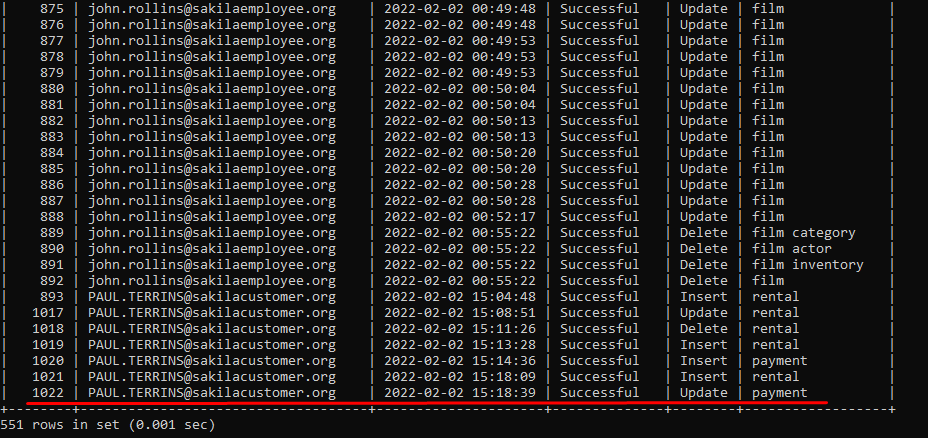 | 875 | john.rollins@sakilaemployee.org | 2022-02-02 00:49:48 | Successful | Update | film |
| 876 | john.rollins@sakilaemployee.org | 2022-02-02 00:49:48 | Successful | Update | film |
| 877 | john.rollins@sakilaemployee.org | 2022-02-02 00:49:53 | Successful | Update | film |
| 878 | john.rollins@sakilaemployee.org | 2022-02-02 00:49:53 | Successful | Update | film |
| 879 | john.rollins@sakilaemployee.org | 2022-02-02 00:49:53 | Successful | Update | film |
| 880 | john.rollins@sakilaemployee.org | 2022-02-02 00:50:04 | Successful | Update | film |
| 881 | john.rollins@sakilaemployee.org | 2022-02-02 00:50:04 | Successful | Update | film |
| 882 | john.rollins@sakilaemployee.org | 2022-02-02 00:50:13 | Successful | Update | film |
| 883 | john.rollins@sakilaemployee.org | 2022-02-02 00:50:13 | Successful | Update | film |
| 884 | john.rollins@sakilaemployee.org | 2022-02-02 00:50:20 | Successful | Update | film |
| 885 | john.rollins@sakilaemployee.org | 2022-02-02 00:50:20 | Successful | Update | film |
| 886 | john.rollins@sakilaemployee.org | 2022-02-02 00:50:28 | Successful | Update | film |
| 887 | john.rollins@sakilaemployee.org | 2022-02-02 00:50:28 | Successful | Update | film |
| 888 | john.rollins@sakilaemployee.org | 2022-02-02 00:52:17 | Successful | Update | film |
| 889 | john.rollins@sakilaemployee.org | 2022-02-02 00:55:22 | Successful | Delete | film category |
| 890 | john.rollins@sakilaemployee.org | 2022-02-02 00:55:22 | Successful | Delete | film actor |
| 891 | john.rollins@sakilaemployee.org | 2022-02-02 00:55:22 | Successful | Delete | film inventory |
| 892 | john.rollins@sakilaemployee.org | 2022-02-02 00:55:22 | Successful | Delete | film |
| 893 | PAUL.TERRINS@sakilacustomer.org | 2022-02-02 15:04:48 | Successful | Insert | rental |
| 1017 | PAUL.TERRINS@sakilacustomer.org | 2022-02-02 15:08:51 | Successful | Update | rental |
| 1018 | PAUL.TERRINS@sakilacustomer.org | 2022-02-02 15:11:26 | Successful | Delete | rental |
| 1019 | PAUL.TERRINS@sakilacustomer.org | 2022-02-02 15:13:28 | Successful | Insert | rental |
| 1020 | PAUL.TERRINS@sakilacustomer.org | 2022-02-02 15:14:36 | Successful | Insert | payment |
| 1021 | PAUL.TERRINS@sakilacustomer.org | 2022-02-02 15:18:09 | Successful | Insert | rental |
| 1022 | PAUL.TERRINS@sakilacustomer.org | 2022-02-02 15:18:39 | Successful | Update | payment |
551 rows in set (0.001 sec)